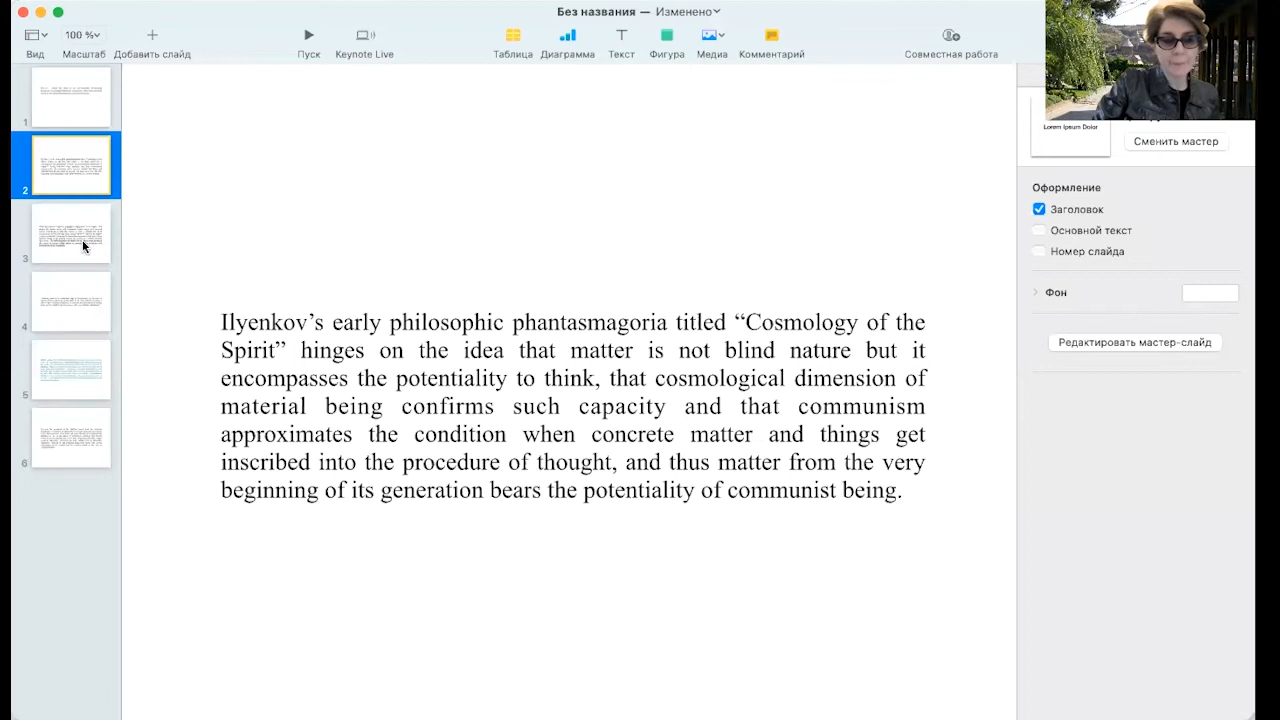 Без названия — Изменено
100 %
Вид
Масштаб
Добавить слайд
Пуск
Keynote Live
Таблица
Диаграмма
Текст
Фигура
Медиа
Комментарий
Совместная работа
1
2
3
4
5
6
Ilyenkov’s early philosophic phantasmagoria titled “Cosmology of the
Spirit” hinges on the idea that matter is not blind nature but it
encompasses the potentiality to think, that cosmological dimension of
material being confirms such capacity and that communism
approximates the condition when concrete matter and things get
inscribed into the procedure of thought, and thus matter from the very
beginning of its generation bears the potentiality of communist being.
Lorem Ipsum Dolor
Сменить мастер
Оформление
Заголовок
Основной текст
Номер слайда
Фон
Редактировать мастер-слайд